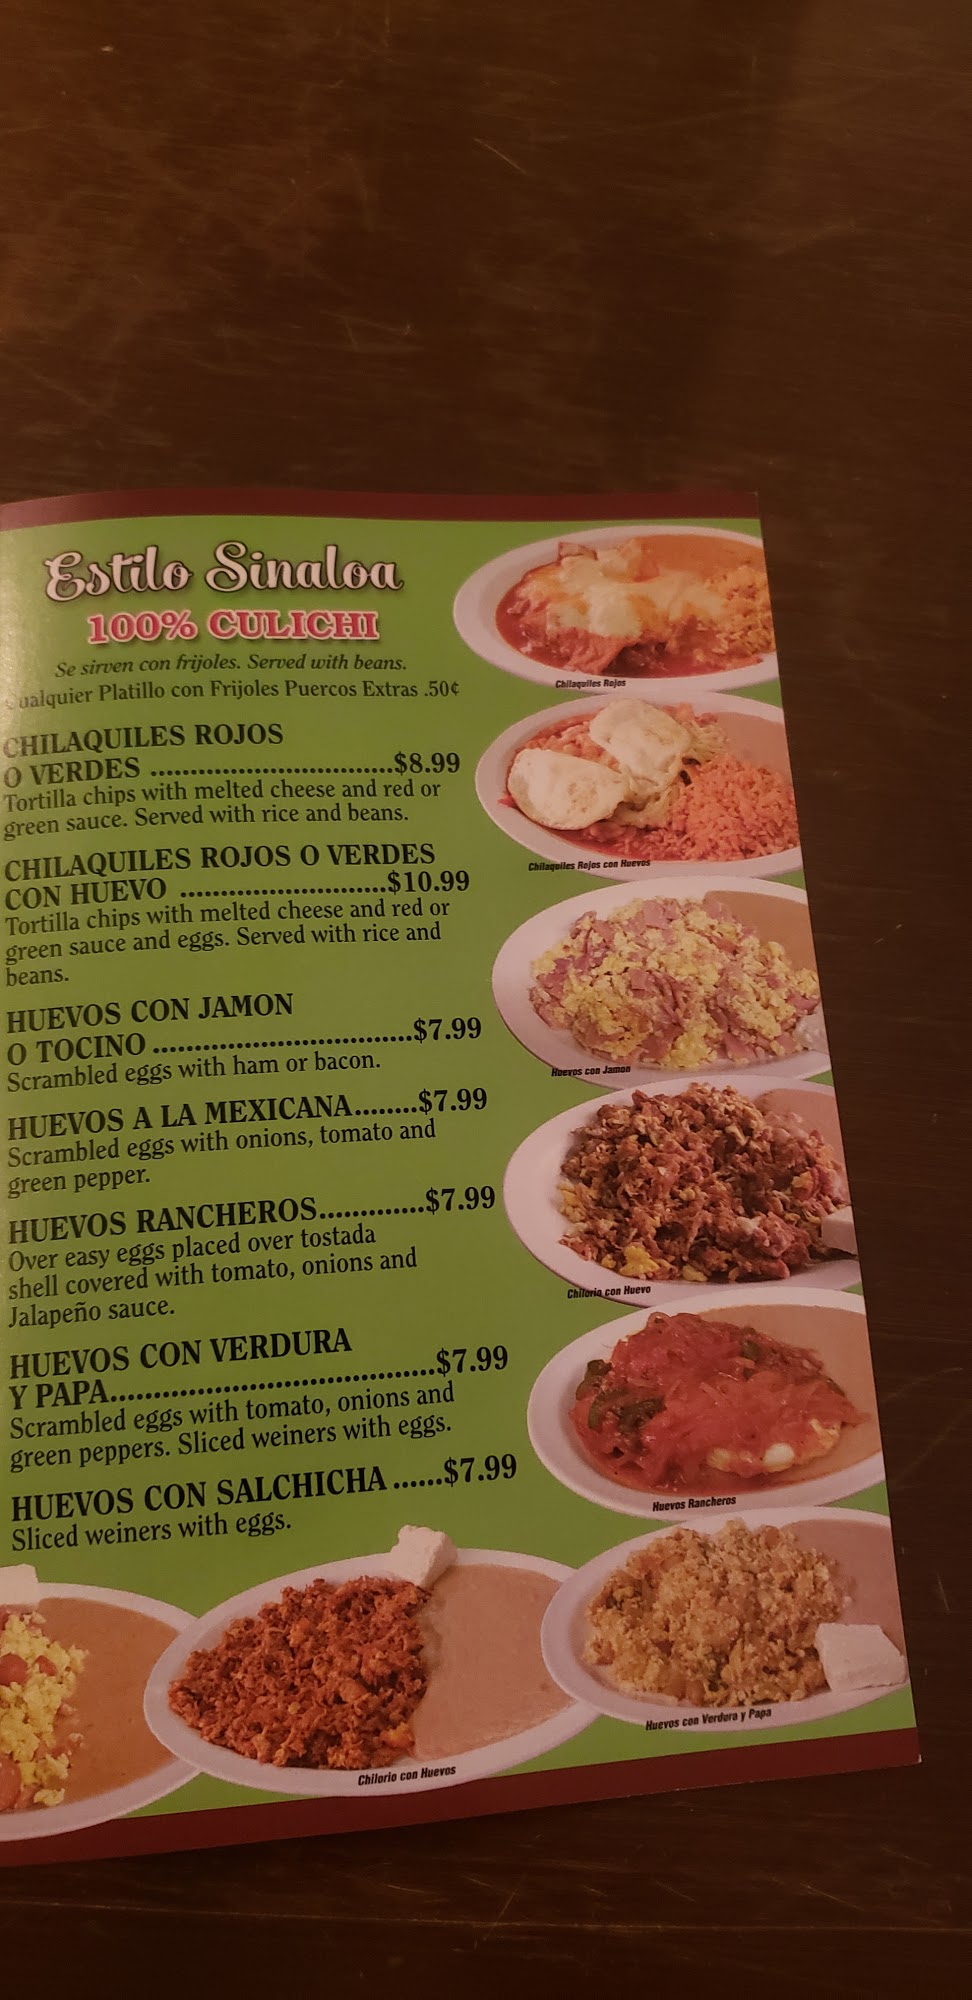 Estilo Sinaloa
100% CULICHI
Se sirven con frijoles. Served with beans.
Cualquier Platillo con Frijoles Puercos Extras .50¢
CHILAQUILES ROJOS
O VERDES ...............................$8.99
Tortilla chips with melted cheese and red or
green sauce. Served with rice and beans.
CHILAQUILES ROJOS O VERDES
CON HUEVO ..........................$10.99
Tortilla chips with melted cheese and red or
green sauce and eggs. Served with rice and
beans.
HUEVOS CON JAMON
O TOCINO .................................$7.99
Scrambled eggs with ham or bacon.
HUEVOS A LA MEXICANA........$7.99
Scrambled eggs with onions, tomato and
green pepper.
HUEVOS RANCHEROS.............$7.99
Over easy eggs placed over tostada
shell covered with tomato, onions and
Jalapeño sauce.
HUEVOS CON VERDURA
Y PAPA.........................................$7.99
Scrambled eggs with tomato, onions and
green peppers. Sliced weiners with eggs.
HUEVOS CON SALCHICHA ......$7.99
Sliced weiners with eggs.
Chilaquiles Rojos
Chilaquiles Rojos con Huevos
Huevos con Jamon
Chilorio con Huevo
Huevos Rancheros
Huevos con Verdura y Papa
Chilorio con Huevos